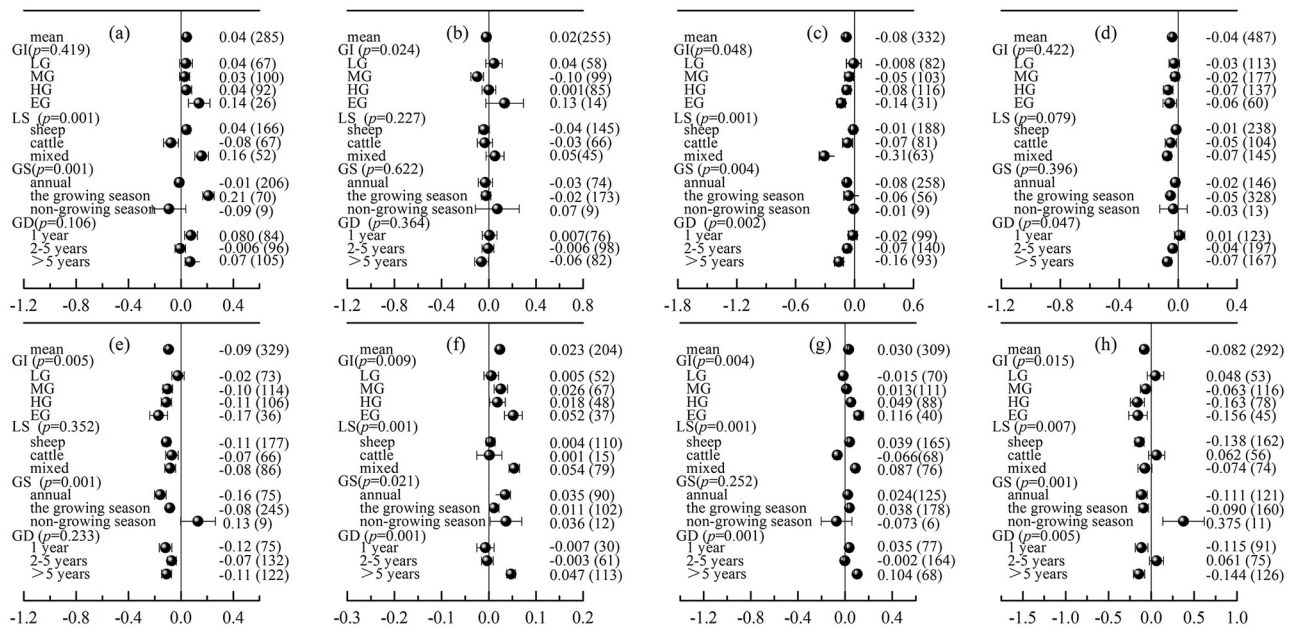 (a)
mean 0.04 (285)
GI(p=0.419)
LG 0.04 (67)
MG 0.03 (100)
HG 0.04 (92)
EG 0.14 (26)
LS (p=0.001)
sheep 0.04 (166)
cattle -0.08 (67)
mixed 0.16 (52)
GS(p=0.001)
annual -0.01 (206)
the growing season 0.21 (70)
non-growing season -0.09 (9)
GD(p=0.106)
1 year 0.080 (84)
2-5 years -0.006 (96)
>5 years 0.07 (105)
-1.2 -0.8 -0.4 0.0 0.4
(b)
mean 0.02(255)
GI (p=0.024)
LG 0.04 (58)
MG -0.10 (99)
HG 0.001(85)
EG 0.13 (14)
LS (p=0.227)
sheep -0.04 (145)
cattle -0.03 (66)
mixed 0.05(45)
GS (p=0.622)
annual -0.03 (74)
the growing season -0.02 (173)
non-growing season 0.07 (9)
GD (p=0.364)
1 year 0.007(76)
2-5 years -0.006 (98)
>5 years -0.06 (82)
-1.2 -0.8 -0.4 0.0 0.4 0.8
(c)
mean -0.08 (332)
GI(p=0.048)
LG -0.008 (82)
MG -0.05 (103)
HG -0.08 (116)
EG -0.14 (31)
LS (p=0.001)
sheep -0.01 (188)
cattle -0.07 (81)
mixed -0.31(63)
GS (p=0.004)
annual -0.08 (258)
the growing season -0.06 (56)
non-growing season -0.01 (9)
GD (p=0.002)
1 year -0.02 (99)
2-5 years -0.07 (140)
>5 years -0.16 (93)
-1.8 -1.2 -0.6 0.0 0.6
(d)
mean -0.04 (487)
GI (p=0.422)
LG -0.03 (113)
MG -0.02 (177)
HG -0.07 (137)
EG -0.06 (60)
LS (p=0.079)
sheep -0.01 (238)
cattle -0.05 (104)
mixed -0.07 (145)
GS (p=0.396)
annual -0.02 (146)
the growing season -0.05 (328)
non-growing season -0.03 (13)
GD (p=0.047)
1 year 0.01 (123)
2-5 years -0.04 (197)
>5 years -0.07 (167)
-1.2 -0.8 -0.4 0.0 0.4
(e)
mean -0.09 (329)
GI (p=0.005)
LG -0.02 (73)
MG -0.10 (114)
HG -0.11 (106)
EG -0.17 (36)
LS (p=0.352)
sheep -0.11 (177)
cattle -0.07 (66)
mixed -0.08 (86)
GS (p=0.001)
annual -0.16 (75)
the growing season -0.08 (245)
non-growing season 0.13 (9)
GD (p=0.233)
1 year -0.12 (75)
2-5 years -0.07 (132)
>5 years -0.11 (122)
-1.2 -0.8 -0.4 0.0 0.4
(f)
mean 0.023 (204)
GI (p=0.009)
LG 0.005 (52)
MG 0.026 (67)
HG 0.018 (48)
EG 0.052 (37)
LS(p=0.001)
sheep 0.004 (110)
cattle 0.001 (15)
mixed 0.054 (79)
GS(p=0.021)
annual 0.035 (90)
the growing season 0.011 (102)
non-growing season 0.036 (12)
GD (p=0.001)
1 year -0.007 (30)
2-5 years -0.003 (61)
>5 years 0.047 (113)
-0.3 -0.2 -0.1 0.0 0.1 0.2
(g)
mean 0.030 (309)
GI(p=0.004)
LG -0.015 (70)
MG 0.013(111)
HG 0.049 (88)
EG 0.116 (40)
LS(p=0.001)
sheep 0.039 (165)
cattle -0.066(68)
mixed 0.087 (76)
GS(p=0.252)
annual 0.024(125)
the growing season 0.038 (178)
non-growing season -0.073 (6)
GD (p=0.001)
1 year 0.035 (77)
2-5 years -0.002 (164)
>5 years 0.104 (68)
-1.2 -0.8 -0.4 0.0 0.4
(h)
mean -0.082 (292)
GI (p=0.015)
LG 0.048 (53)
MG -0.063 (116)
HG -0.163 (78)
EG -0.156 (45)
LS (p=0.007)
sheep -0.138 (162)
cattle 0.062 (56)
mixed -0.074 (74)
GS (p=0.001)
annual -0.111 (121)
the growing season -0.090 (160)
non-growing season 0.375 (11)
GD (p=0.005)
1 year -0.115 (91)
2-5 years 0.061 (75)
>5 years -0.144 (126)
-1.5 -1.0 -0.5 0.0 0.5 1.0